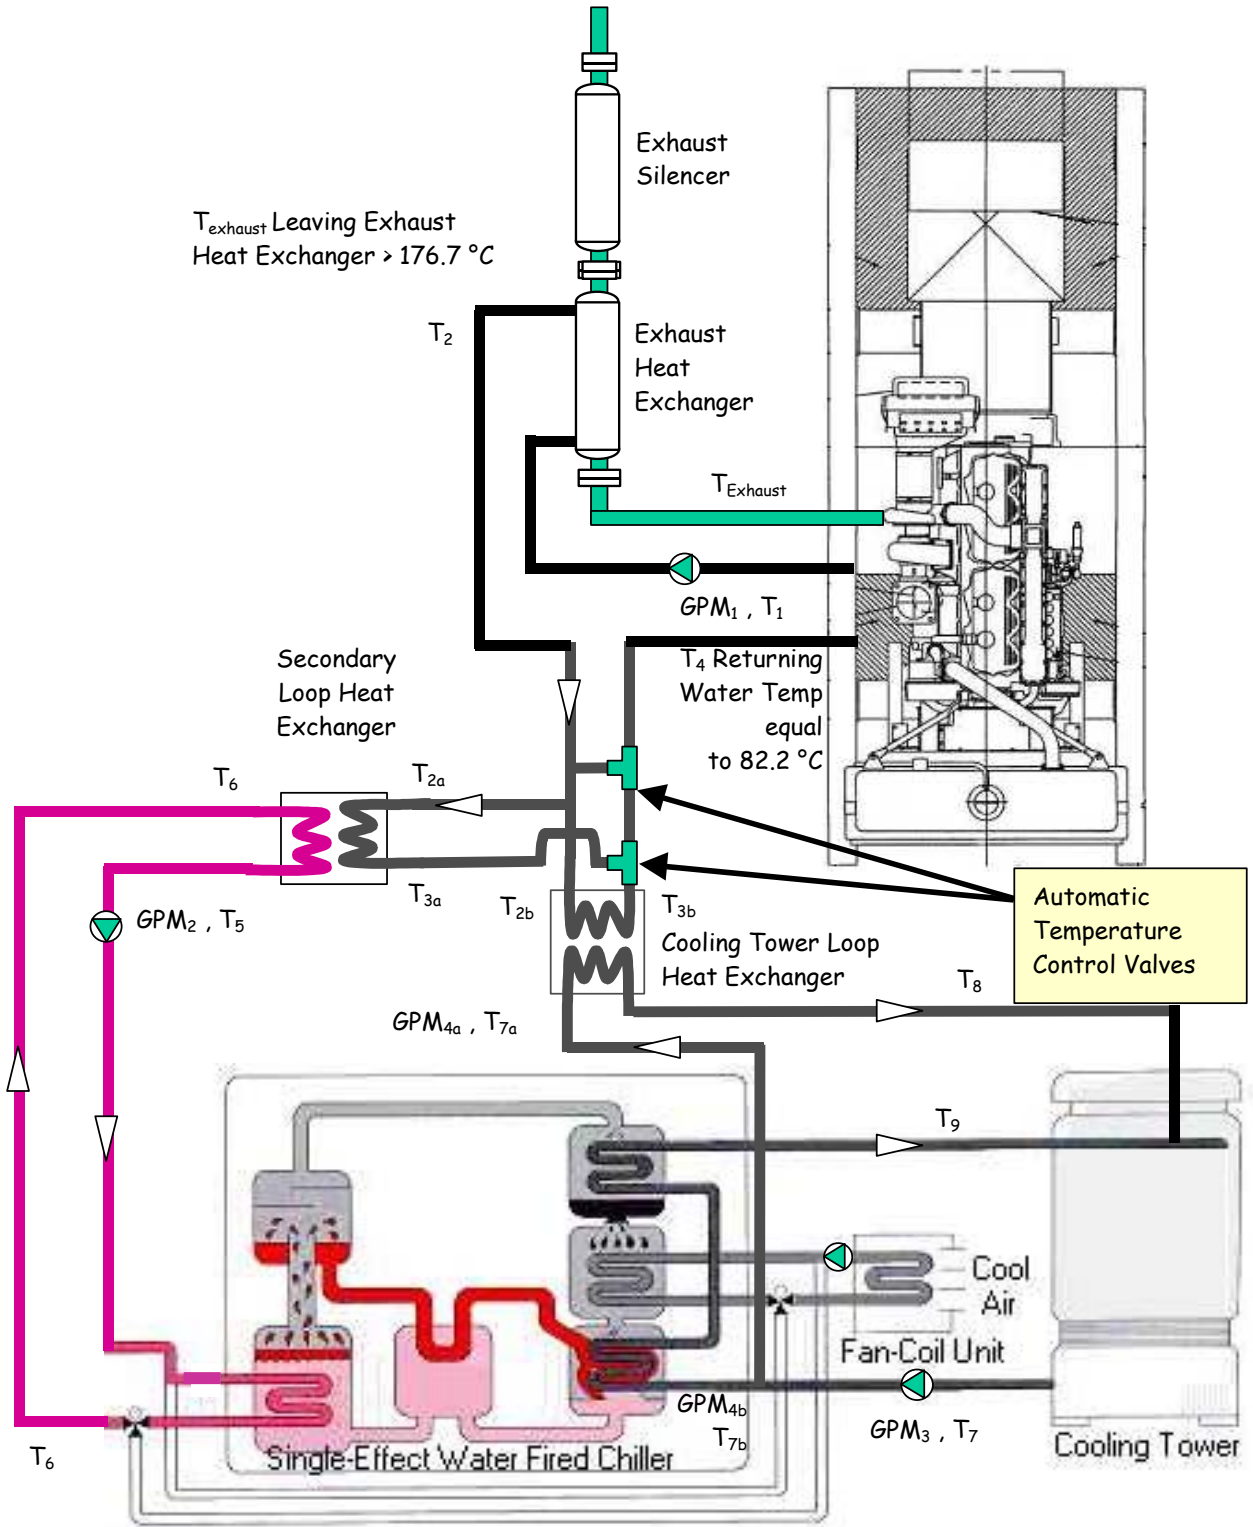 Exhaust
Silencer
Texhaust Leaving Exhaust
Heat Exchanger > 176.7 °C
T2
Exhaust
Heat
Exchanger
TExhaust
GPM1 , T1
Secondary
Loop Heat
Exchanger
T4 Returning
Water Temp
equal
to 82.2 °C
T6
T2a
T3a
T2b
T3b
GPM2 , T5
Cooling Tower Loop
Heat Exchanger
Automatic
Temperature
Control Valves
T8
GPM4a , T7a
T9
Cool
Air
Fan-Coil Unit
GPM4b
T7b
GPM3 , T7
Cooling Tower
T6
Single-Effect Water Fired Chiller